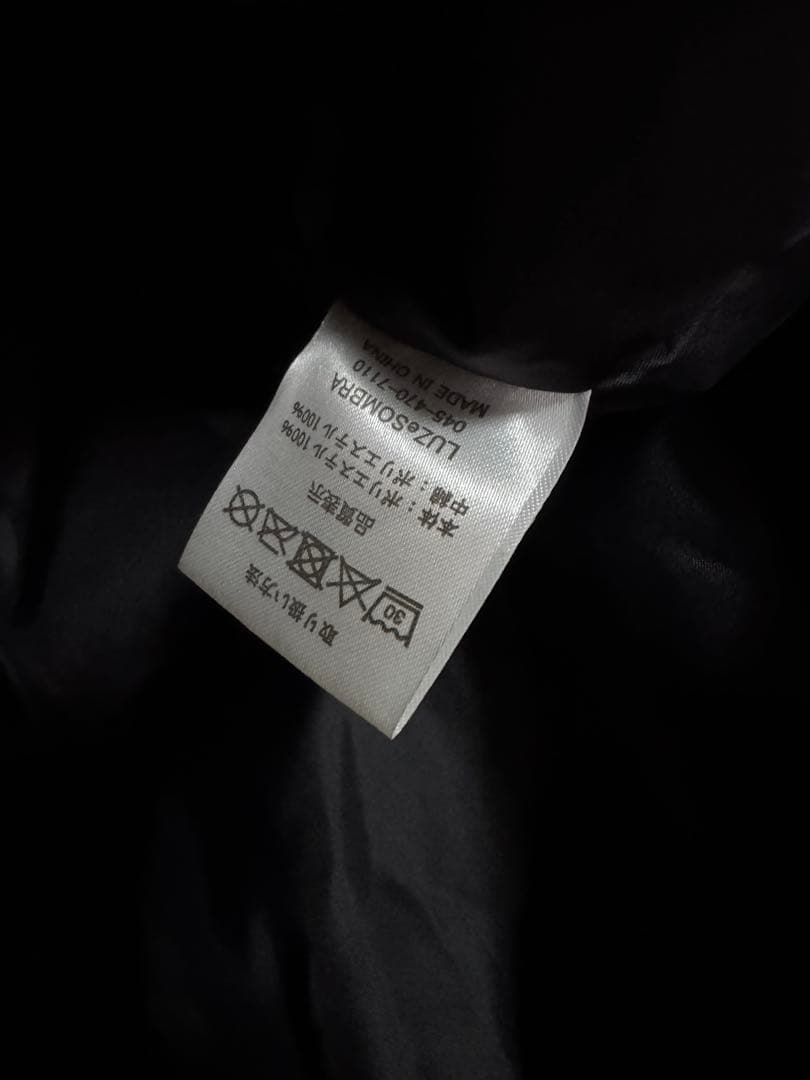 取り扱い方法
30
品質表示
本体：ポリエステル100%
中綿：ポリエステル100%
LUZeSOMBRA
045-470-7110
MADE IN CHINA